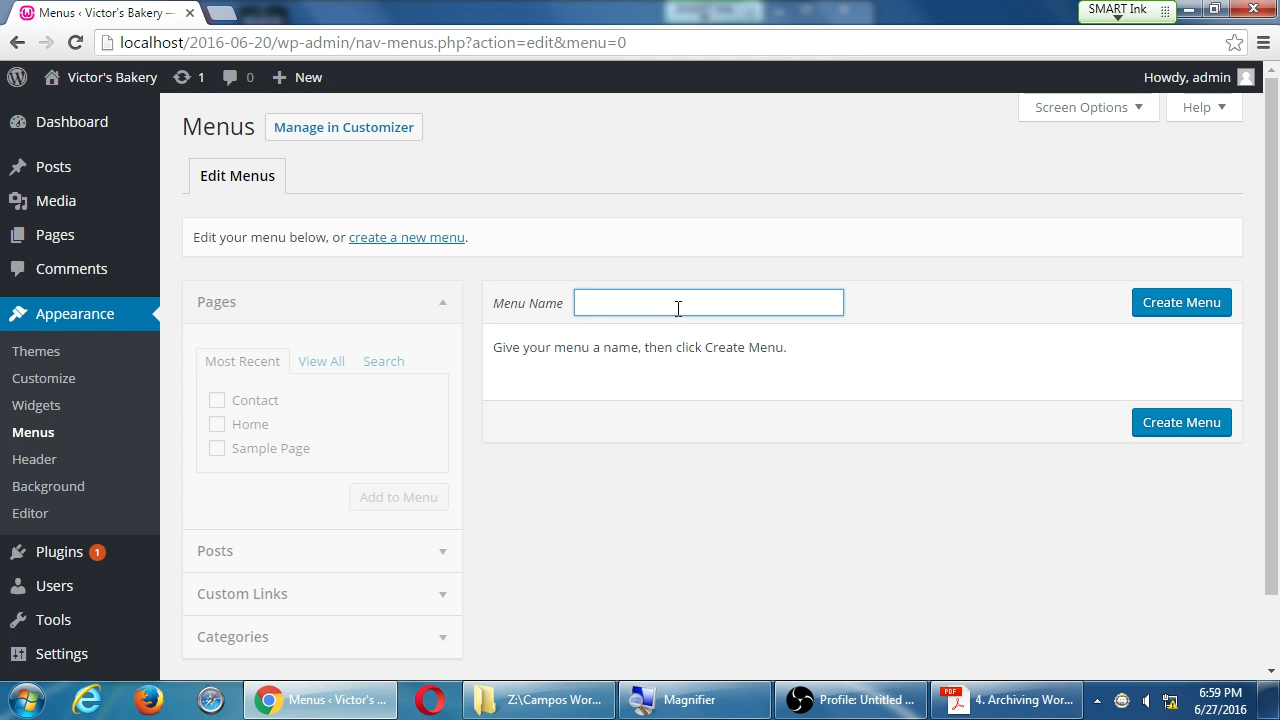 Menus ‹ Victor's Bakery —
SMART Ink
localhost/2016-06-20/wp-admin/nav-menus.php?action=edit&menu=0
Victor's Bakery
1
0
New
Howdy, admin
Screen Options
Help
Menus
Manage in Customizer
Edit Menus
Edit your menu below, or create a new menu.
Dashboard
Posts
Media
Pages
Comments
Appearance
Themes
Customize
Widgets
Menus
Header
Background
Editor
Plugins 1
Users
Tools
Settings
Pages
Most Recent
View All
Search
Contact
Home
Sample Page
Add to Menu
Posts
Custom Links
Categories
Menu Name
Create Menu
Give your menu a name, then click Create Menu.
Create Menu
Menus ‹ Victor's ...
Z:\Campos Wor...
Magnifier
Profile: Untitled ...
PDF
4. Archiving Wor...
6:59 PM
6/27/2016